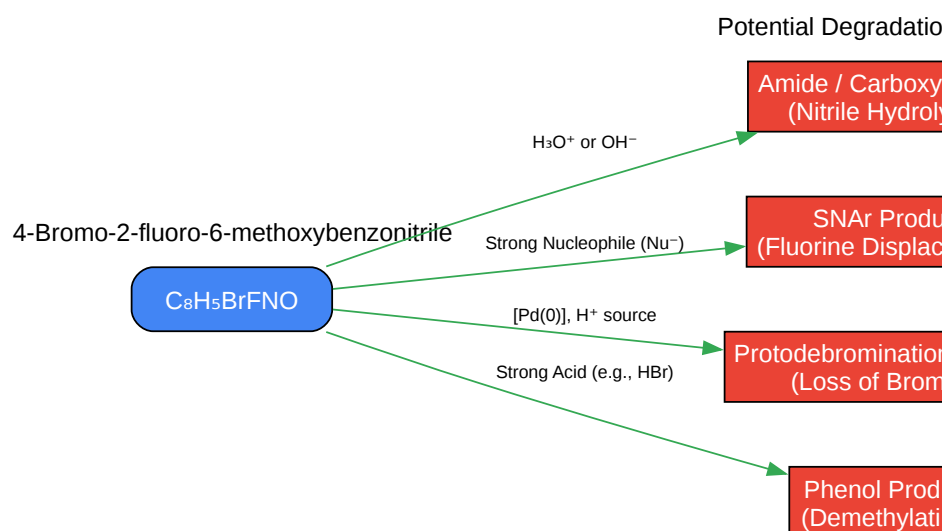 Potential Degradatio
Amide / Carboxy
(Nitrile Hydroly
H₃O⁺ or OH⁻
4-Bromo-2-fluoro-6-methoxybenzonitrile
SNAr Produ
(Fluorine Displac
Strong Nucleophile (Nu⁻)
C₈H₅BrFNO
[Pd(0)], H⁺ source
Protodebromination
(Loss of Brom
Strong Acid (e.g., HBr)
Phenol Prod
(Demethylati